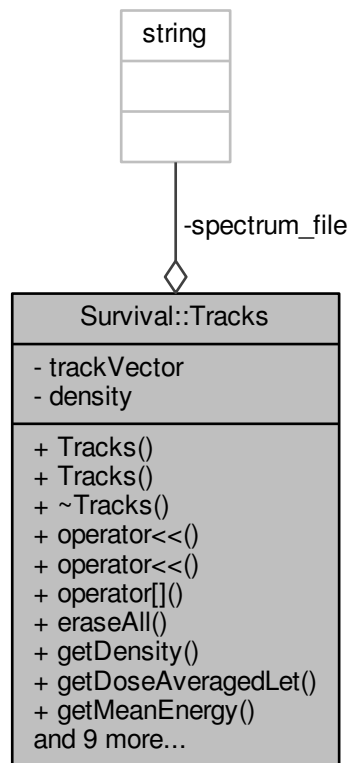 string
-spectrum_file
Survival::Tracks
- trackVector
- density
+ Tracks()
+ Tracks()
+ ~Tracks()
+ operator<<()
+ operator<<()
+ operator[]()
+ eraseAll()
+ getDensity()
+ getDoseAveragedLet()
+ getMeanEnergy()
and 9 more...